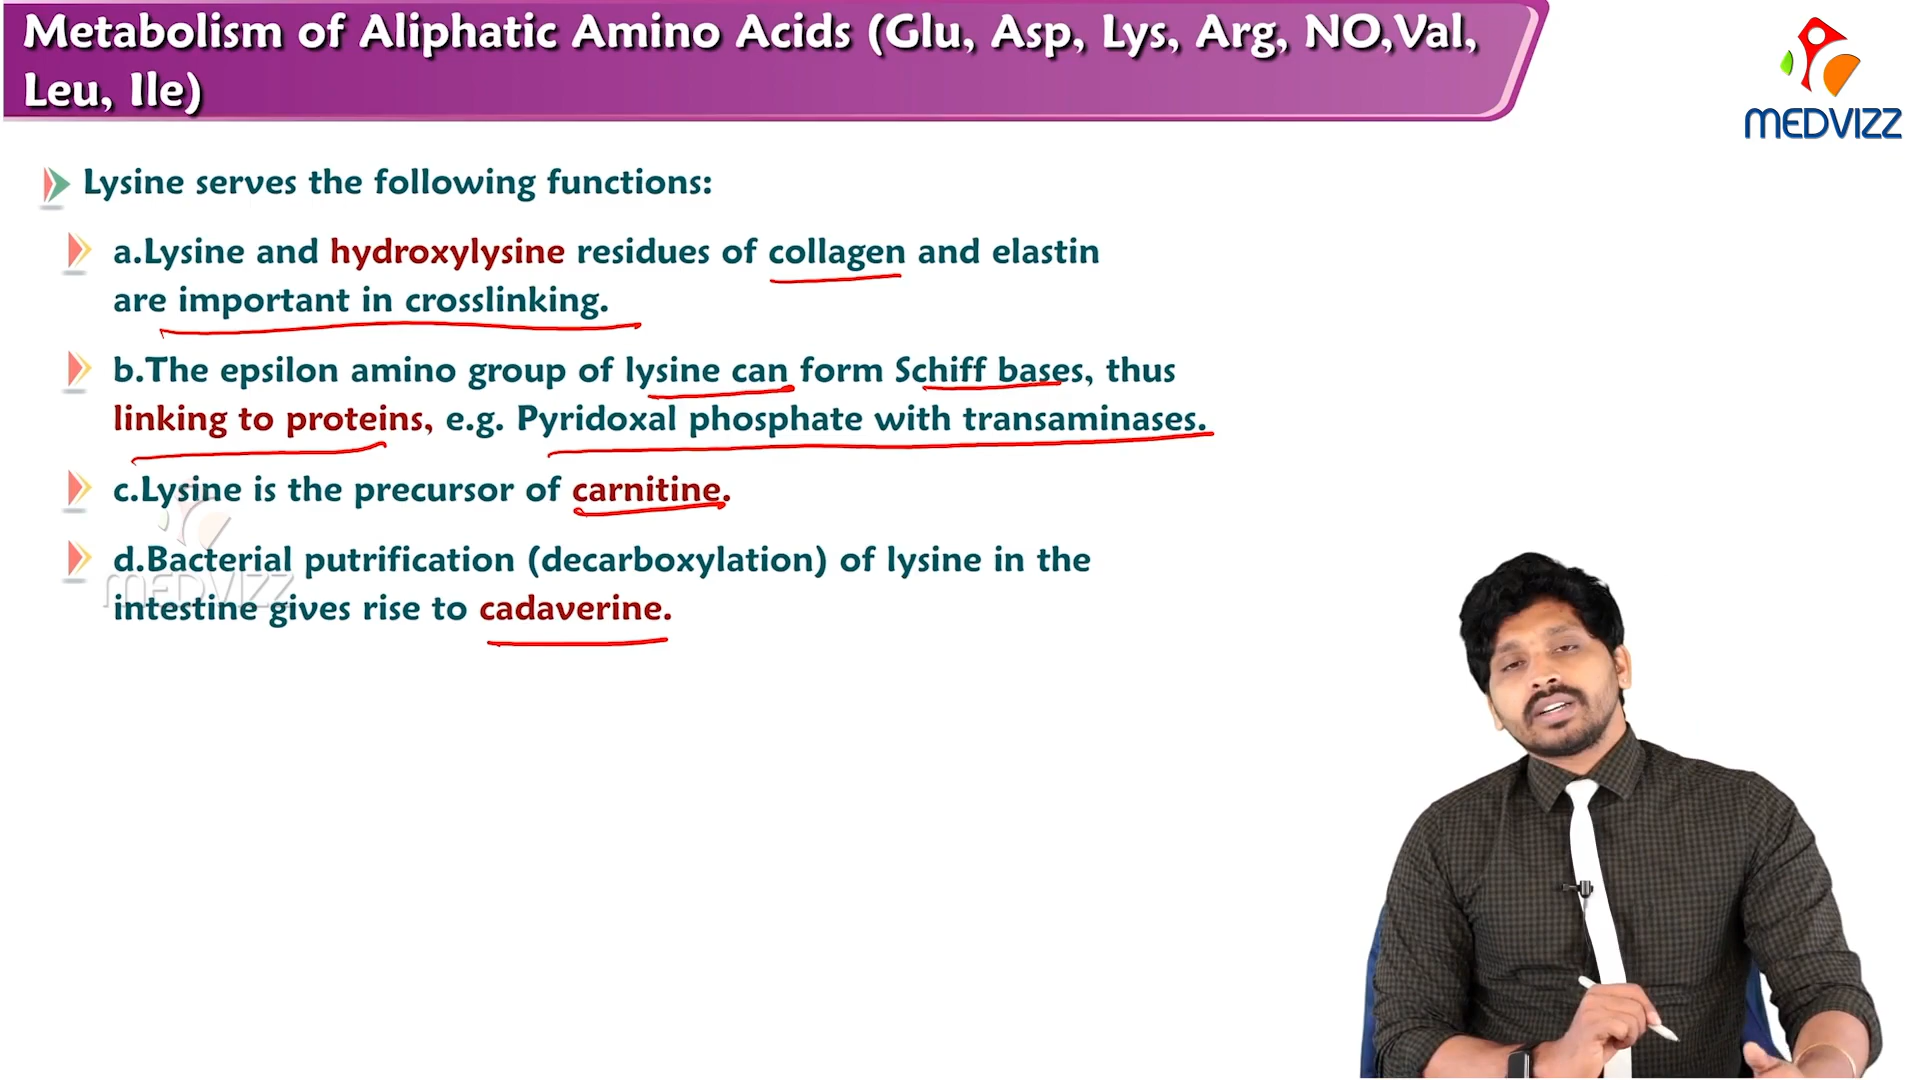 Metabolism of Aliphatic Amino Acids (Glu, Asp, Lys, Arg, NO,Val,
Leu, Ile)
MEDVIZZ
Lysine serves the following functions:
a.Lysine and hydroxylysine residues of collagen and elastin
are important in crosslinking.
b.The epsilon amino group of lysine can form Schiff bases, thus
linking to proteins, e.g. Pyridoxal phosphate with transaminases.
c.Lysine is the precursor of carnitine.
d.Bacterial putrification (decarboxylation) of lysine in the
MEDVIZZ
intestine gives rise to cadaverine.